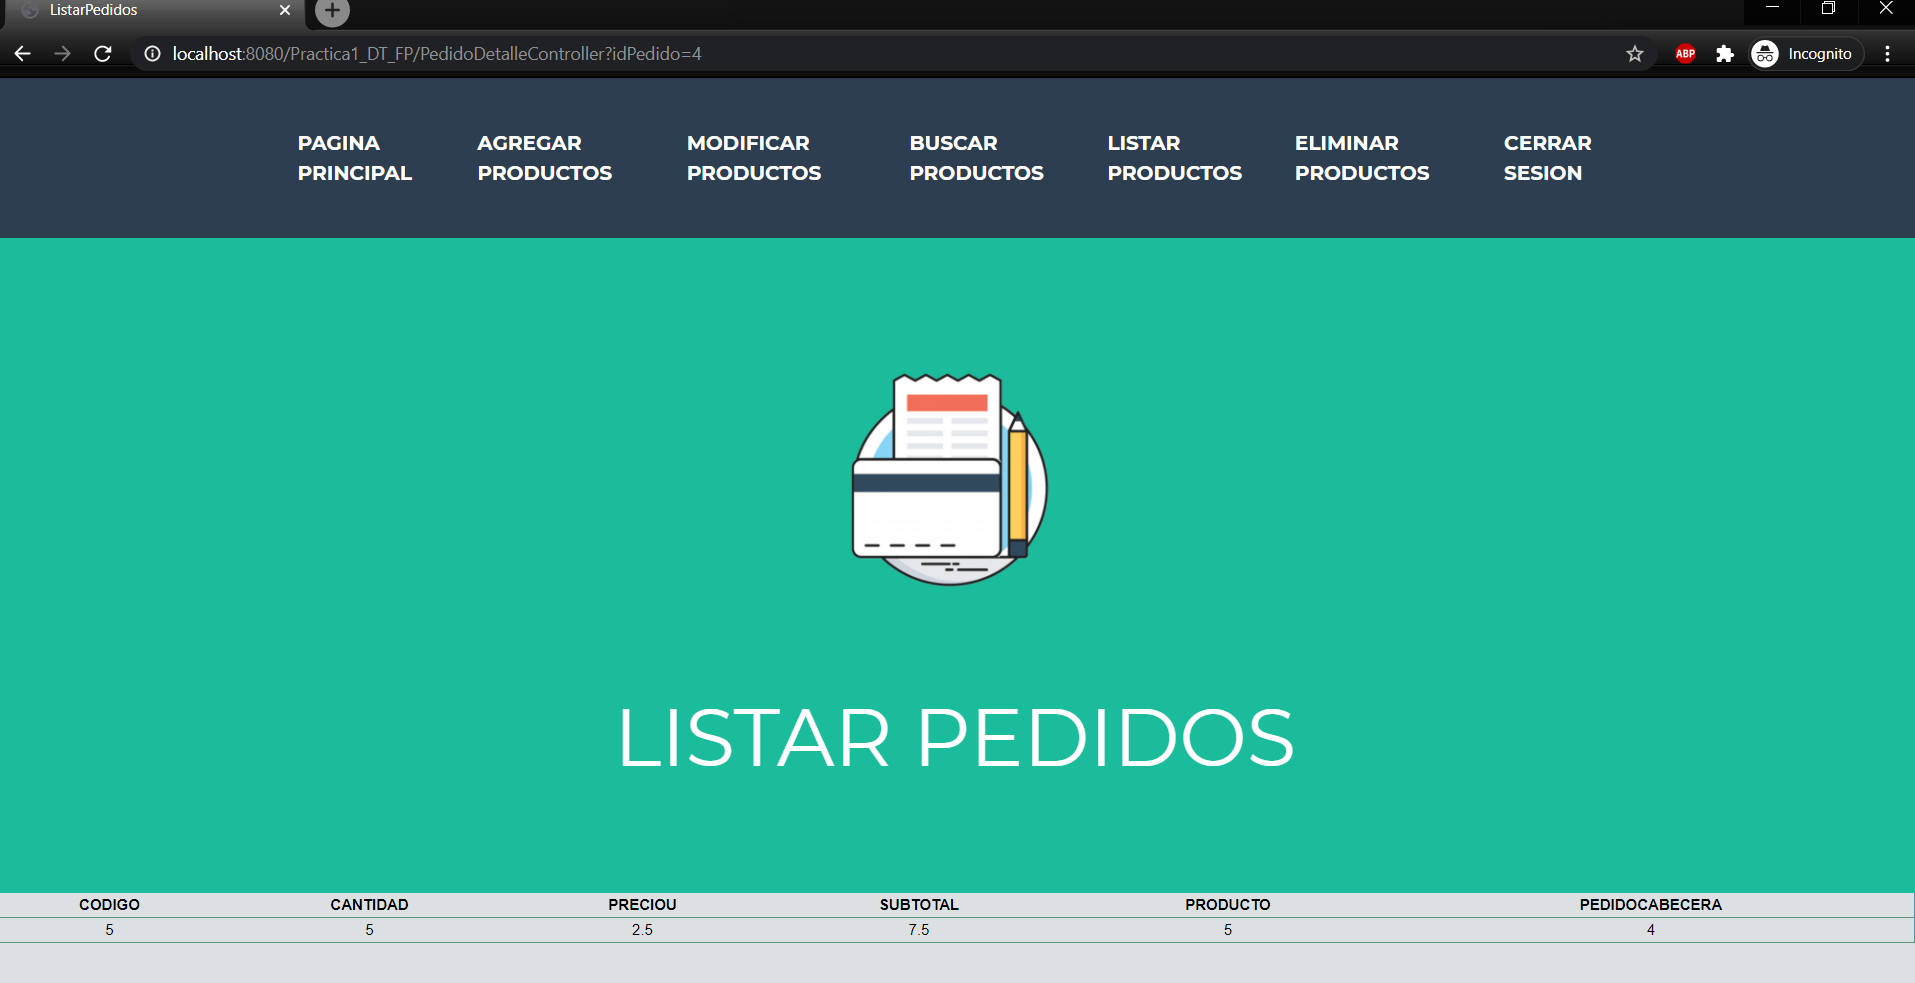 ListarPedidos
localhost:8080/Practica1_DT_FP/PedidoDetalleController?idPedido=4
ABP
Incognito
PAGINA PRINCIPAL
AGREGAR PRODUCTOS
MODIFICAR PRODUCTOS
BUSCAR PRODUCTOS
LISTAR PRODUCTOS
ELIMINAR PRODUCTOS
CERRAR SESION
LISTAR PEDIDOS
CODIGO CANTIDAD PRECIOU SUBTOTAL PRODUCTO PEDIDOCABECERA
5 5 2.5 7.5 5 4